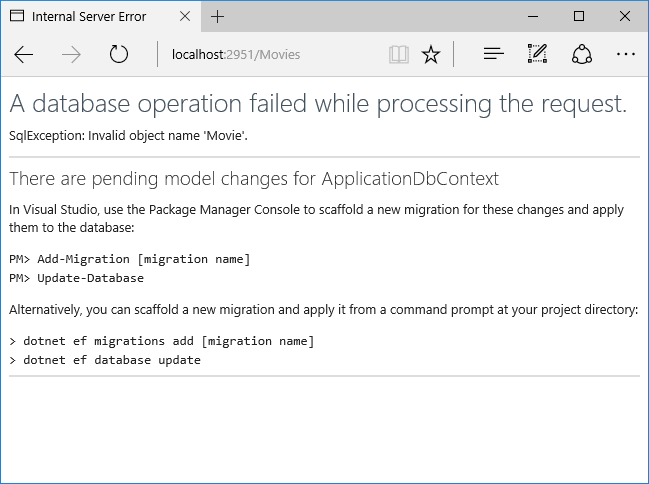 Internal Server Error
localhost:2951/Movies
A database operation failed while processing the request.
SqlException: Invalid object name 'Movie'.
There are pending model changes for ApplicationDbContext
In Visual Studio, use the Package Manager Console to scaffold a new migration for these changes and apply
them to the database:
PM> Add-Migration [migration name]
PM> Update-Database
Alternatively, you can scaffold a new migration and apply it from a command prompt at your project directory:
> dotnet ef migrations add [migration name]
> dotnet ef database update